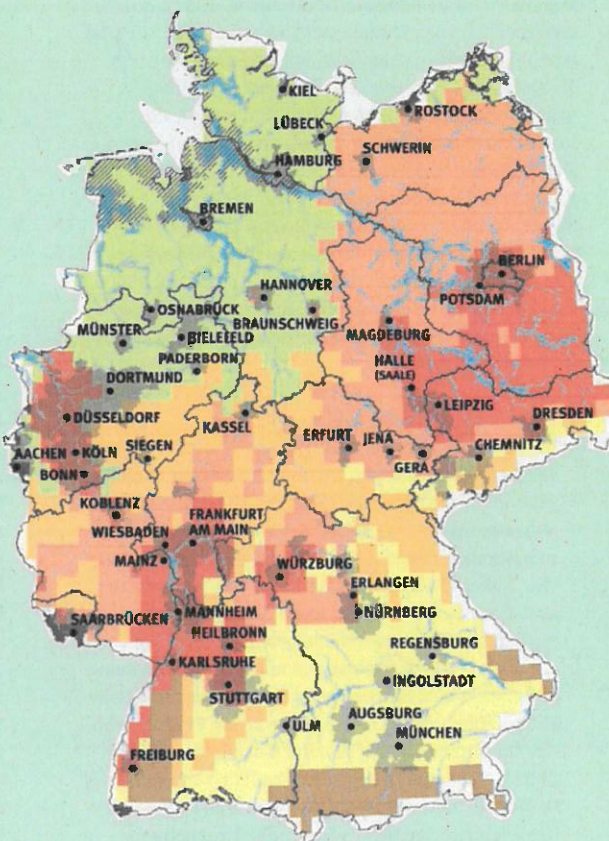 KIEL
ROSTOCK
LÜBECK
SCHWERIN
HAMBURG
BREMEN
BERLIN
HANNOVER
POTSDAM
OSNABRÜCK
BRAUNSCHWEIG
MAGDEBURG
MÜNSTER
BIELEFELD
PADERBORN
HALLE
(SAALE)
DORTMUND
LEIPZIG
DÜSSELDORF
KASSEL
DRESDEN
ERFURT
JENA
CHEMNITZ
AACHEN
KÖLN
SIEGEN
GERA
BONN
KOBLENZ
FRANKFURT
AM MAIN
WIESBADEN
MAINZ
WÜRZBURG
ERLANGEN
MANNHEIM
NÜRNBERG
SAARBRÜCKEN
HEILBRONN
REGENSBURG
KARLSRUHE
INGOLSTADT
STUTTGART
ULM
AUGSBURG
MÜNCHEN
FREIBURG